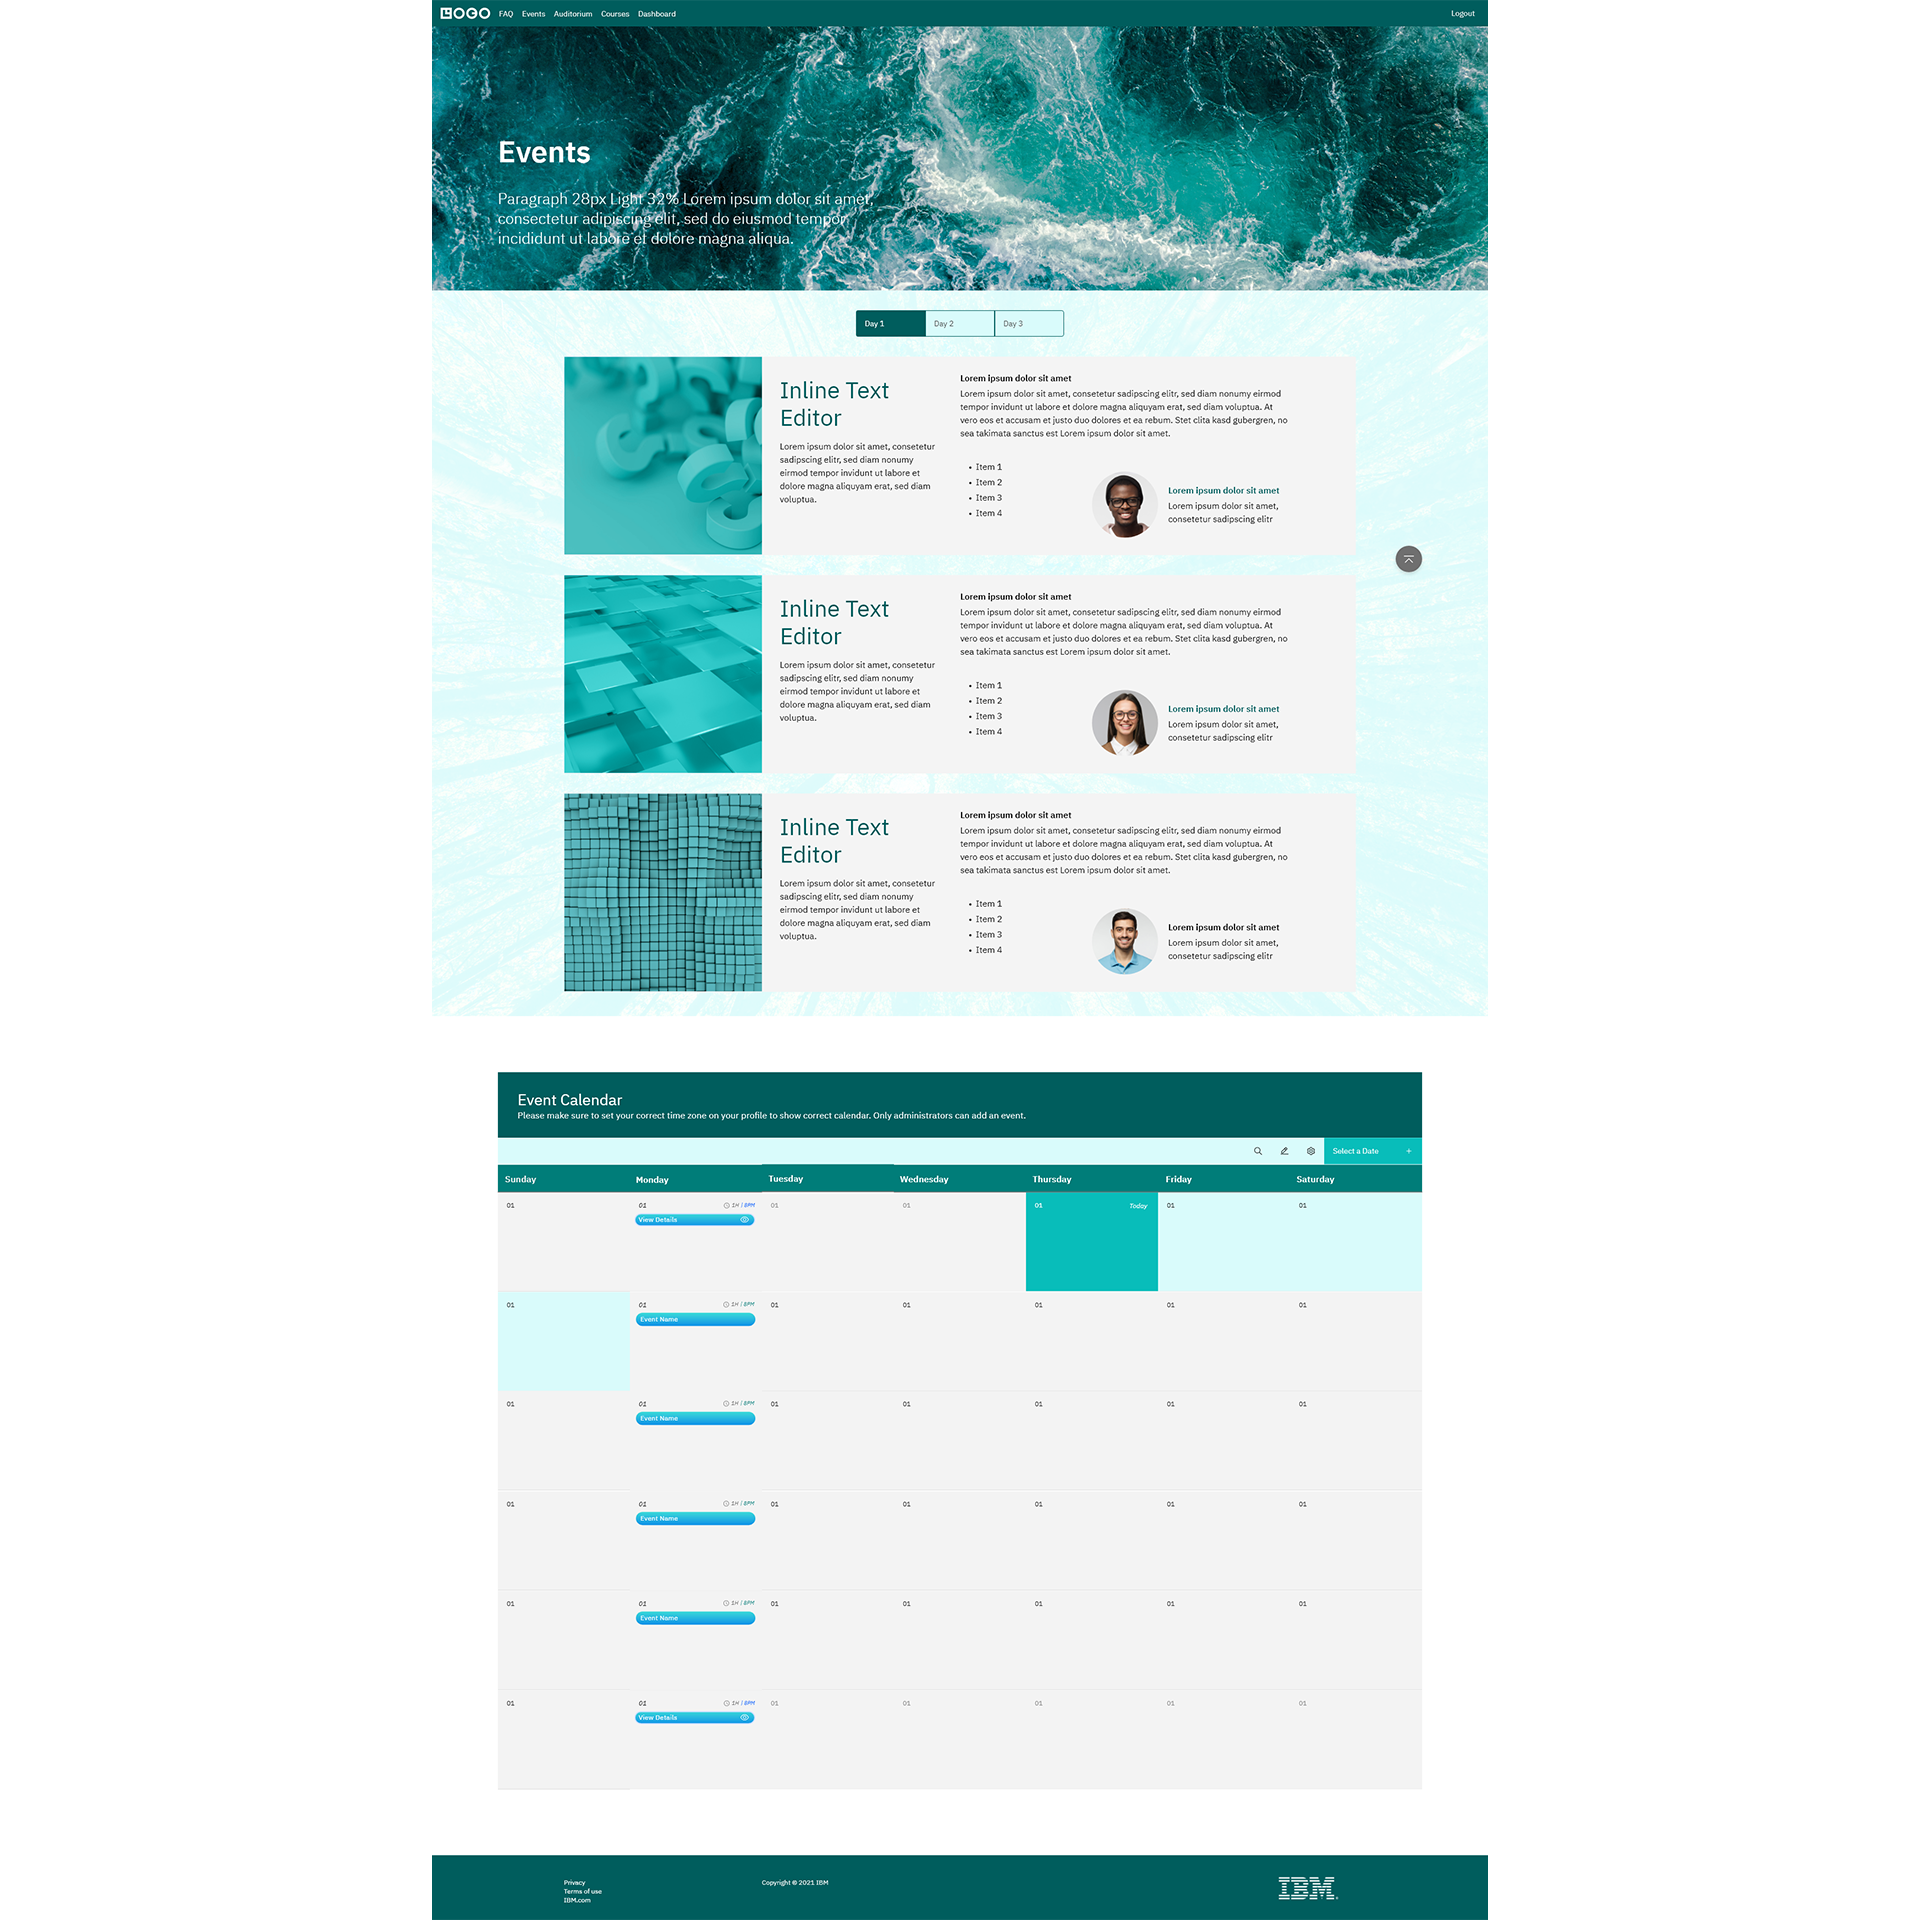 LOGO FAQ Events Auditorium Courses Dashboard Logout
Events
Paragraph 28px Light 32% Lorem ipsum dolor sit amet,
consectetur adipiscing elit, sed do eiusmod tempor
incididunt ut labore et dolore magna aliqua.
Day 1 Day 2 Day 3
Inline Text
Editor
Lorem ipsum dolor sit amet, consetetur
sadipscing elitr, sed diam nonumy
eirmod tempor invidunt ut labore et
dolore magna aliquyam erat, sed diam
voluptua.
Lorem ipsum dolor sit amet
Lorem ipsum dolor sit amet, consetetur sadipscing elitr, sed diam nonumy eirmod
tempor invidunt ut labore et dolore magna aliquyam erat, sed diam voluptua. At
vero eos et accusam et justo duo dolores et ea rebum. Stet clita kasd gubergren, no
sea takimata sanctus est Lorem ipsum dolor sit amet.
• Item 1
• Item 2
• Item 3
• Item 4
Lorem ipsum dolor sit amet
Lorem ipsum dolor sit amet,
consetetur sadipscing elitr
Inline Text
Editor
Lorem ipsum dolor sit amet, consetetur
sadipscing elitr, sed diam nonumy
eirmod tempor invidunt ut labore et
dolore magna aliquyam erat, sed diam
voluptua.
Lorem ipsum dolor sit amet
Lorem ipsum dolor sit amet, consetetur sadipscing elitr, sed diam nonumy eirmod
tempor invidunt ut labore et dolore magna aliquyam erat, sed diam voluptua. At
vero eos et accusam et justo duo dolores et ea rebum. Stet clita kasd gubergren, no
sea takimata sanctus est Lorem ipsum dolor sit amet.
• Item 1
• Item 2
• Item 3
• Item 4
Lorem ipsum dolor sit amet
Lorem ipsum dolor sit amet,
consetetur sadipscing elitr
Inline Text
Editor
Lorem ipsum dolor sit amet, consetetur
sadipscing elitr, sed diam nonumy
eirmod tempor invidunt ut labore et
dolore magna aliquyam erat, sed diam
voluptua.
Lorem ipsum dolor sit amet
Lorem ipsum dolor sit amet, consetetur sadipscing elitr, sed diam nonumy eirmod
tempor invidunt ut labore et dolore magna aliquyam erat, sed diam voluptua. At
vero eos et accusam et justo duo dolores et ea rebum. Stet clita kasd gubergren, no
sea takimata sanctus est Lorem ipsum dolor sit amet.
• Item 1
• Item 2
• Item 3
• Item 4
Lorem ipsum dolor sit amet
Lorem ipsum dolor sit amet,
consetetur sadipscing elitr
Event Calendar
Please make sure to set your correct time zone on your profile to show correct calendar. Only administrators can add an event.
Select a Date +
Sunday Monday Tuesday Wednesday Thursday Friday Saturday
01 01 1H | 8PM 01 01 01 Today 01 01
View Details
01 01 1H | 8PM 01 01 01 01 01
Event Name
01 01 1H | 8PM 01 01 01 01 01
Event Name
01 01 1H | 8PM 01 01 01 01 01
Event Name
01 01 1H | 8PM 01 01 01 01 01
Event Name
01 01 1H | 8PM 01 01 01 01 01
View Details
Privacy
Terms of use
IBM.com
Copyright © 2021 IBM
IBM